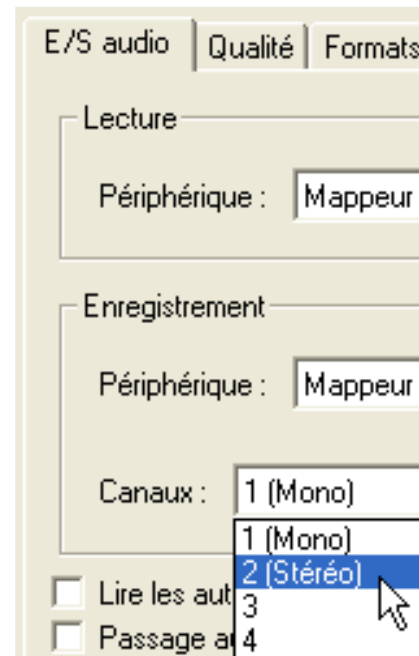 E/S audio Qualité Formats
Lecture
Périphérique : Mappeur
Enregistrement
Périphérique : Mappeur
Canaux : 1 (Mono)
1 (Mono)
2 (Stéréo)
Lire les aut
3
Passage au
4